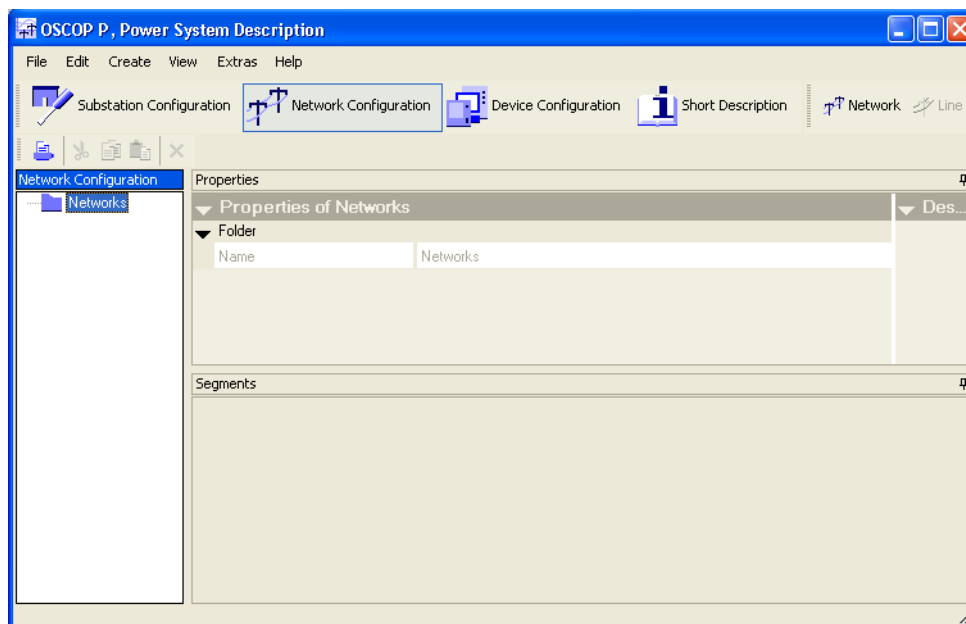 OSCOP P, Power System Description
File Edit Create View Extras Help
Substation Configuration Network Configuration Device Configuration Short Description Network Line
Network Configuration Properties
Networks Properties of Networks Des...
Folder
Name Networks
Segments